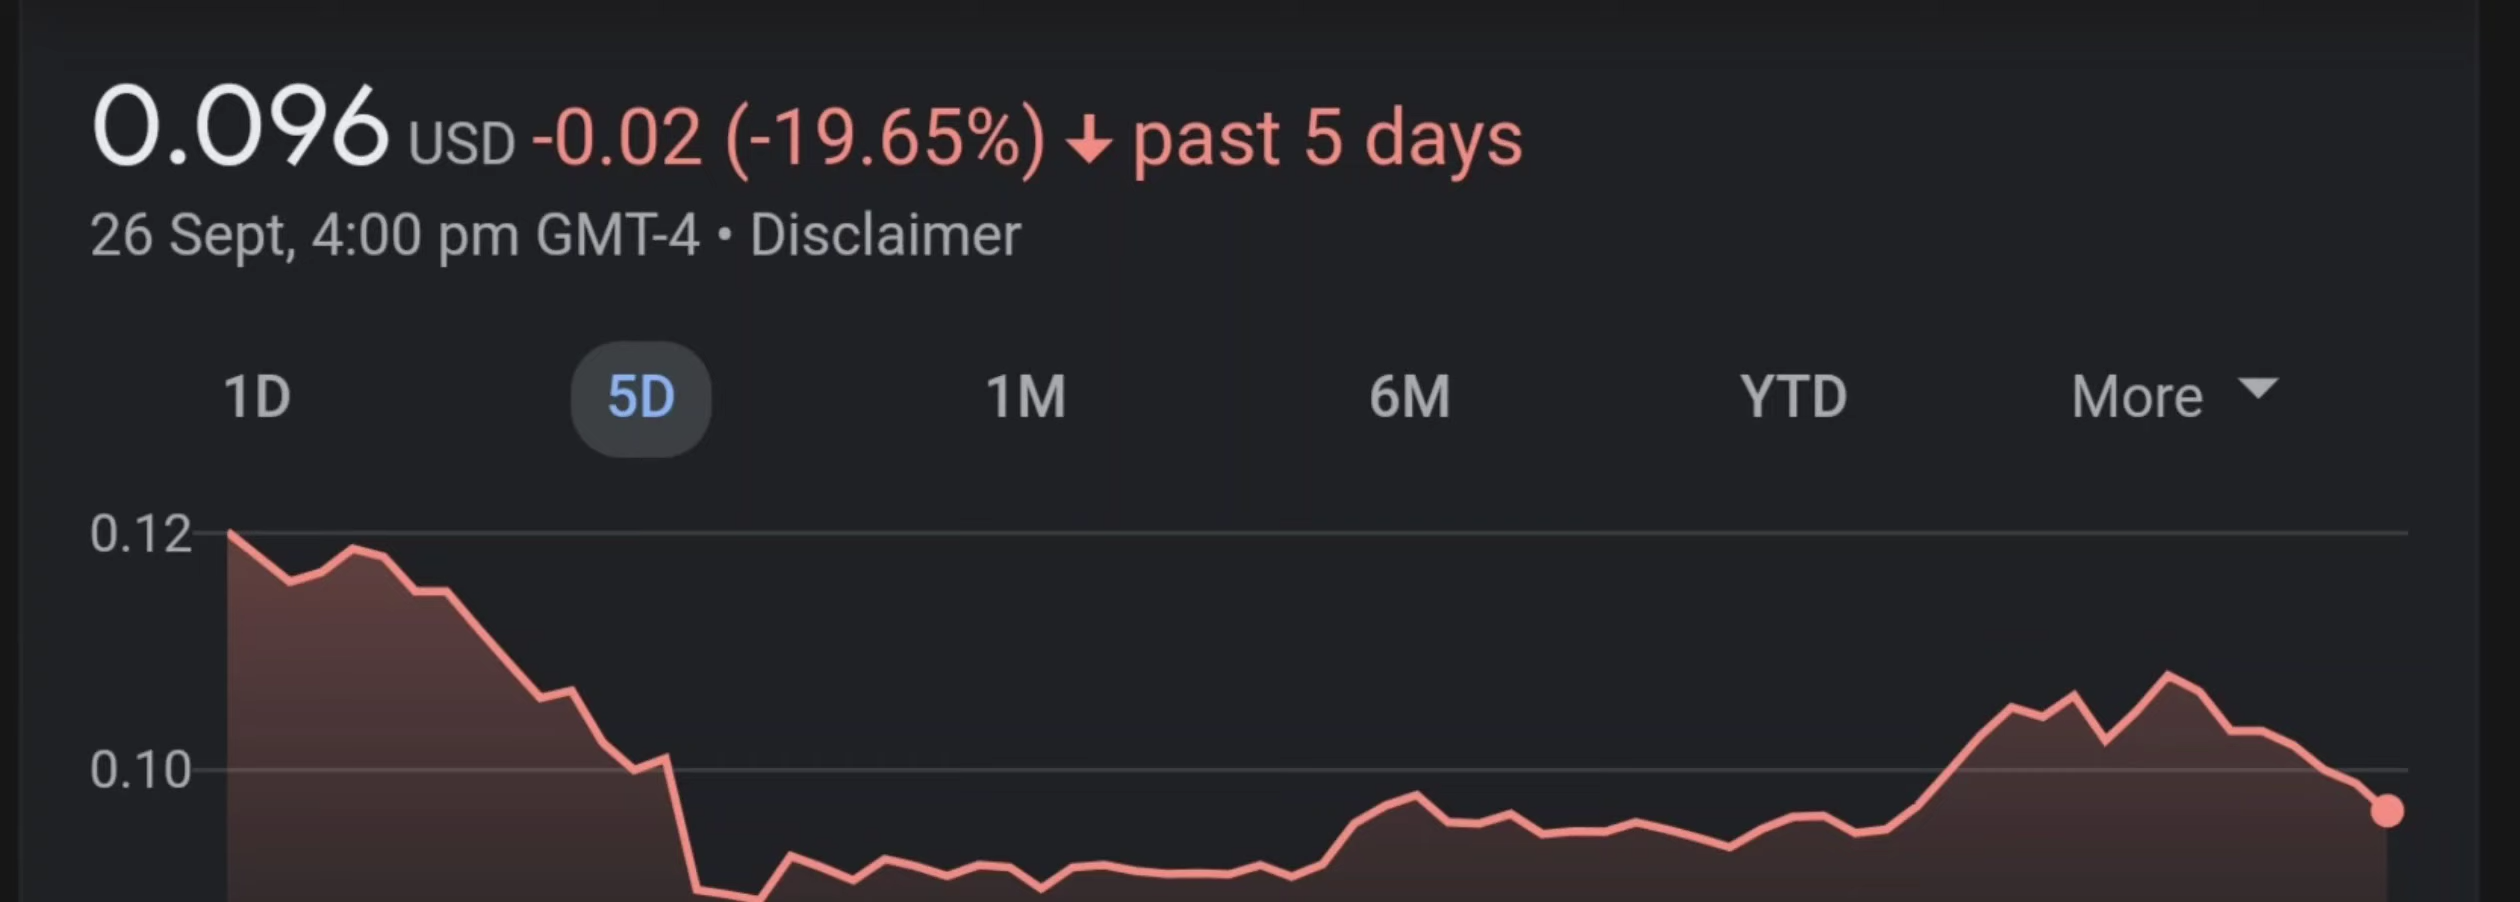 0.096 USD -0.02 (-19.65%) ↓ past 5 days
26 Sept, 4:00 pm GMT-4 • Disclaimer
1D 5D 1M 6M YTD More
0.12
0.10